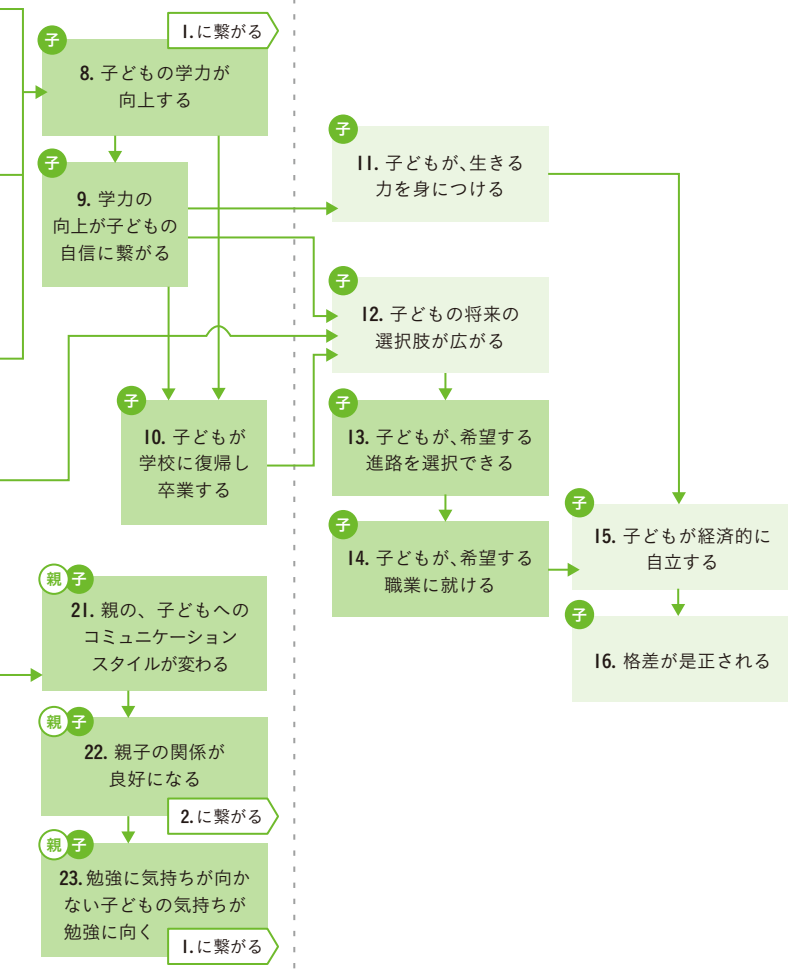 1.に繋がる
子
8. 子どもの学力が
向上する
子
9. 学力の
向上が子どもの
自信に繋がる
子
10. 子どもが
学校に復帰し
卒業する
親 子
21. 親の、子どもへの
コミュニケーション
スタイルが変わる
親 子
22. 親子の関係が
良好になる
2.に繋がる
親 子
23.勉強に気持ちが向か
ない子どもの気持ちが
勉強に向く
1.に繋がる
子
11. 子どもが、生きる
力を身につける
子
12. 子どもの将来の
選択肢が広がる
子
13. 子どもが、希望する
進路を選択できる
子
14. 子どもが、希望する
職業に就ける
子
15. 子どもが経済的に
自立する
子
16. 格差が是正される